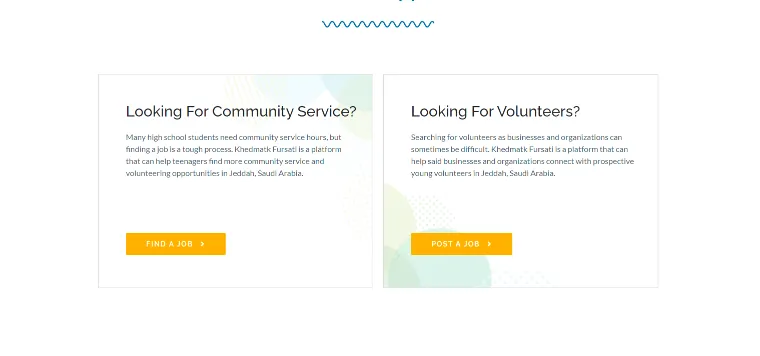 Looking For Community Service?
Many high school students need community service hours, but
finding a job is a tough process. Khedmatk Fursati is a platform
that can help teenagers find more community service and
volunteering opportunities in Jeddah, Saudi Arabia.
FIND A JOB
Looking For Volunteers?
Searching for volunteers as businesses and organizations can
sometimes be difficult. Khedmatk Fursati is a platform that can
help said businesses and organizations connect with prospective
young volunteers in Jeddah, Saudi Arabia.
POST A JOB